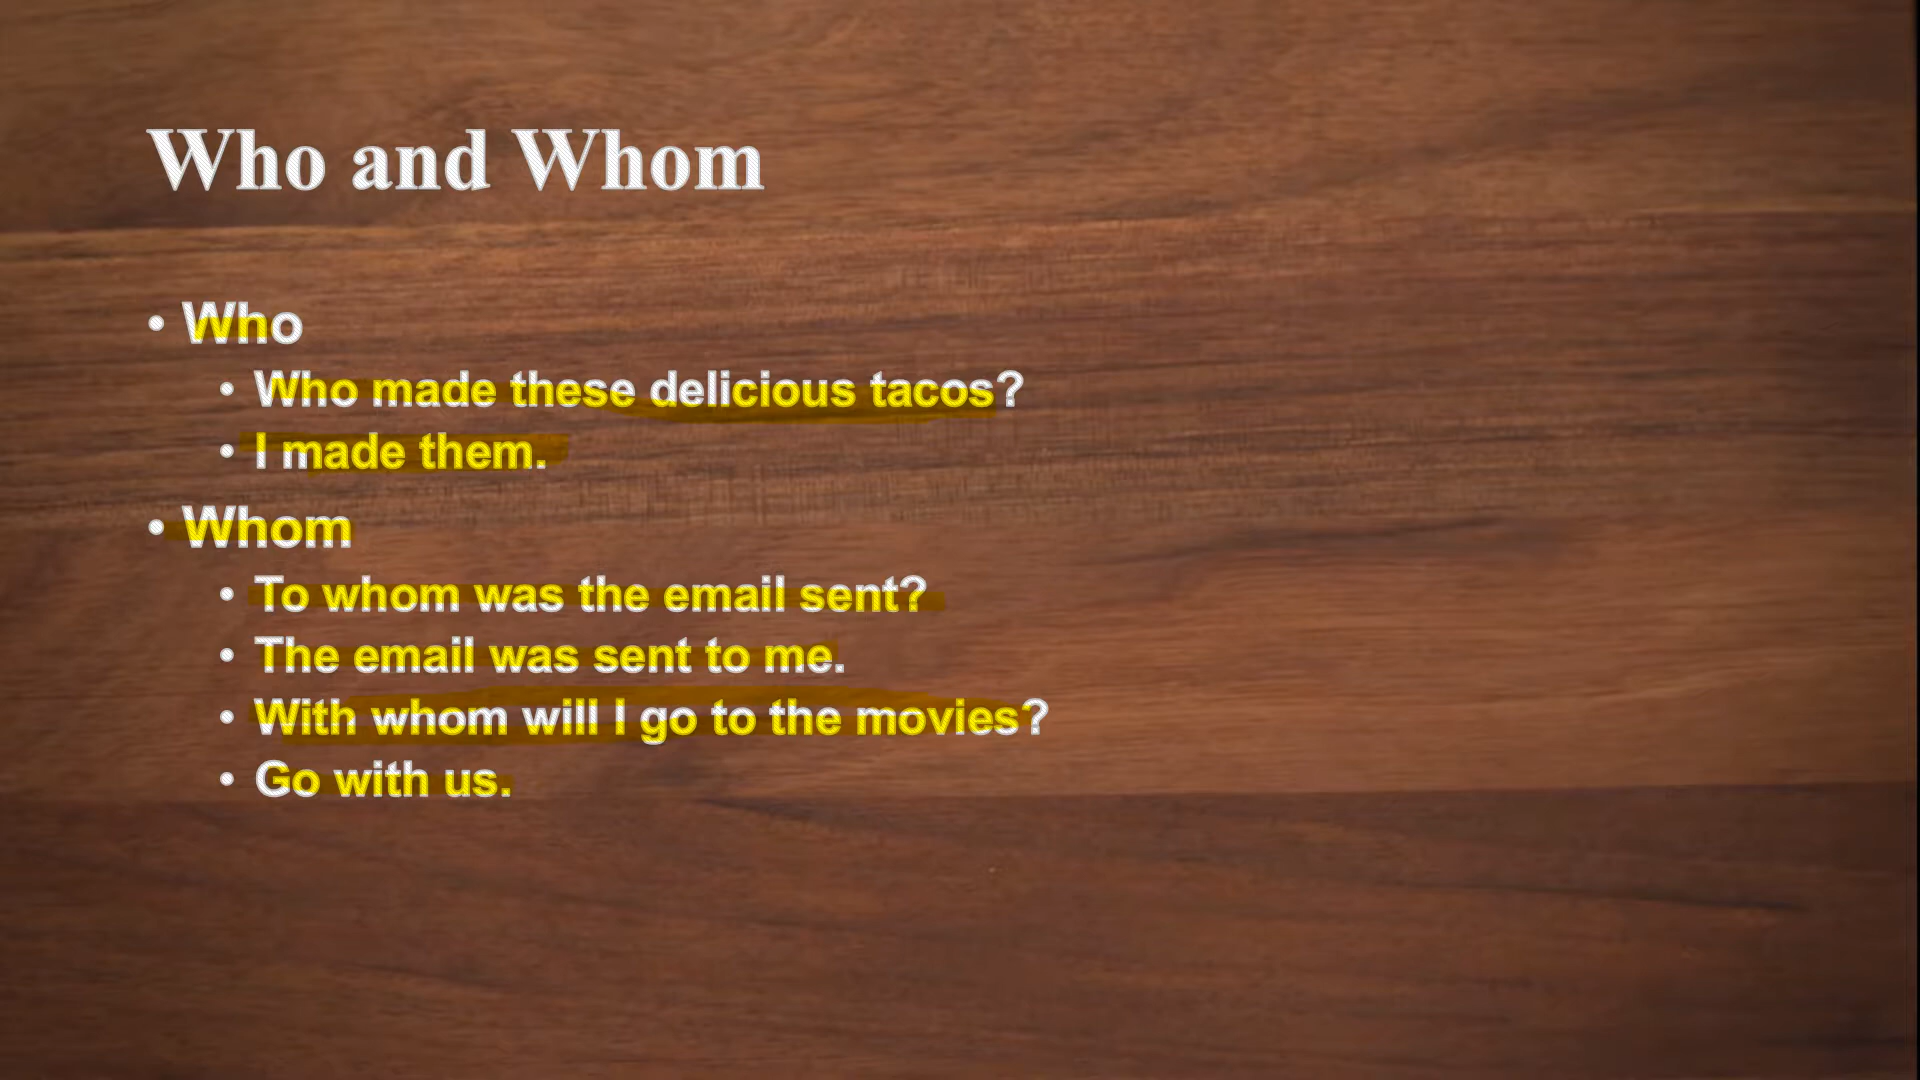 Who and Whom
• Who
• Who made these delicious tacos?
• I made them.
• Whom
• To whom was the email sent?
• The email was sent to me.
• With whom will I go to the movies?
• Go with us.